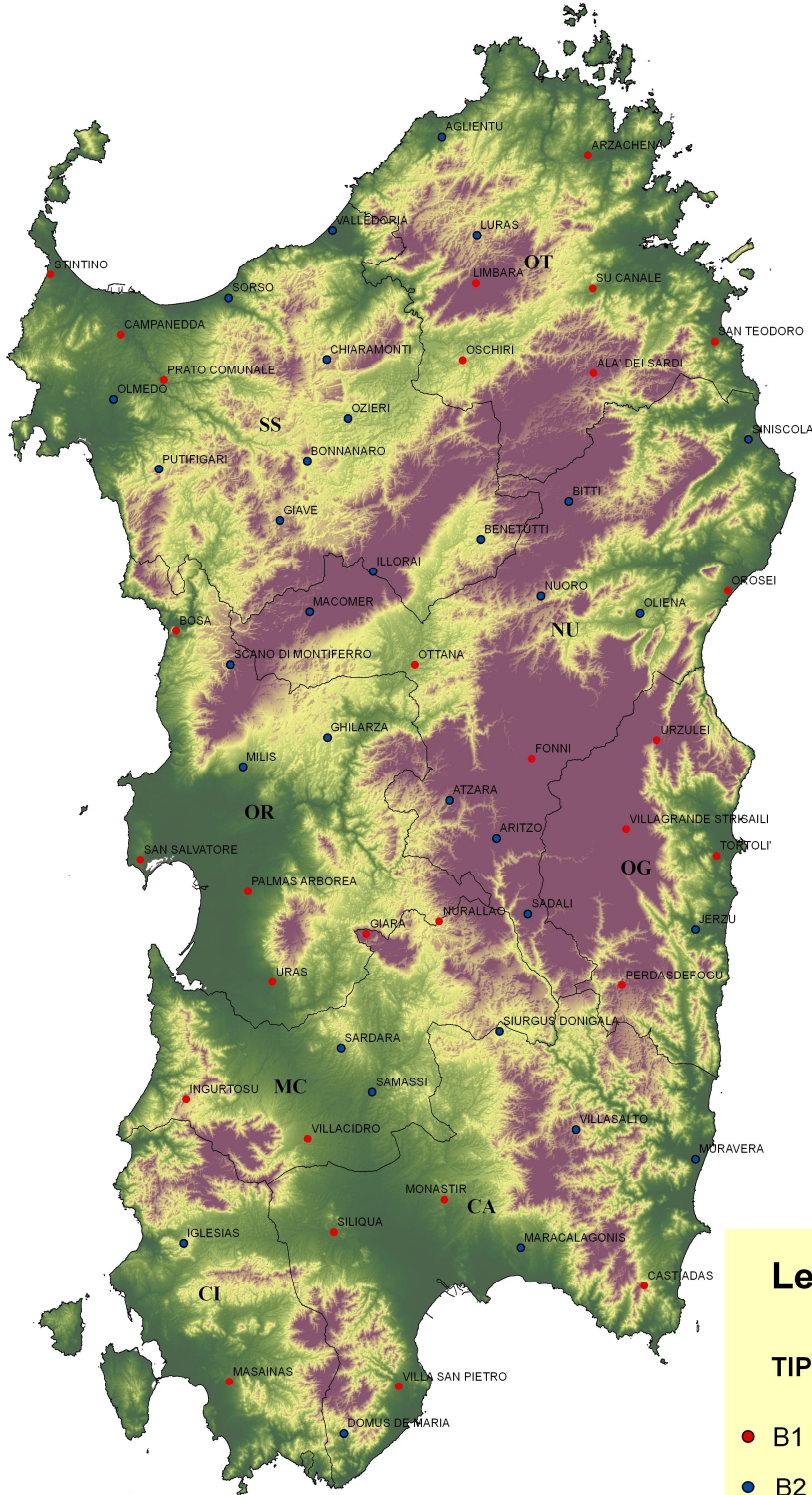 AGLIENTU
ARZACHENA
VALLEDORIA
LURAS
OT
STINTINO
LIMBARA
SU CANALE
SORSO
CAMPANEDDA
SAN TEODORO
CHIARAMONTI
OSCHIRI
PRATO COMUNALE
ALA' DEI SARDI
OLMEDO
OZIERI
SS
SINISCOLA
BONNANARO
PUTIFIGARI
BITTI
GIAVE
BENETUTTI
ILLORAI
OROSEI
NUORO
MACOMER
OLIENA
BOSA
NU
SCANO DI MONTIFERRO
OTTANA
GHILARZA
URZULEI
MILIS
FONNI
ATZARA
OR
VILLAGRANDE STRISAILI
ARITZO
SAN SALVATORE
TORTOLI'
OG
PALMAS ARBOREA
SADALI
NURALLAO
GIARA
JERZU
URAS
PERDASDEFOGU
SIURGUS DONIGALA
SARDARA
MC
SAMASSI
INGURTOSU
VILLASALTO
VILLACIDRO
MURAVERA
MONASTIR
CA
SILIQUA
IGLESIAS
MARACALAGONIS
CASTIADAS
CI
Le
TIP
MASAINAS
VILLA SAN PIETRO
DOMUS DE MARIA
B1
B2